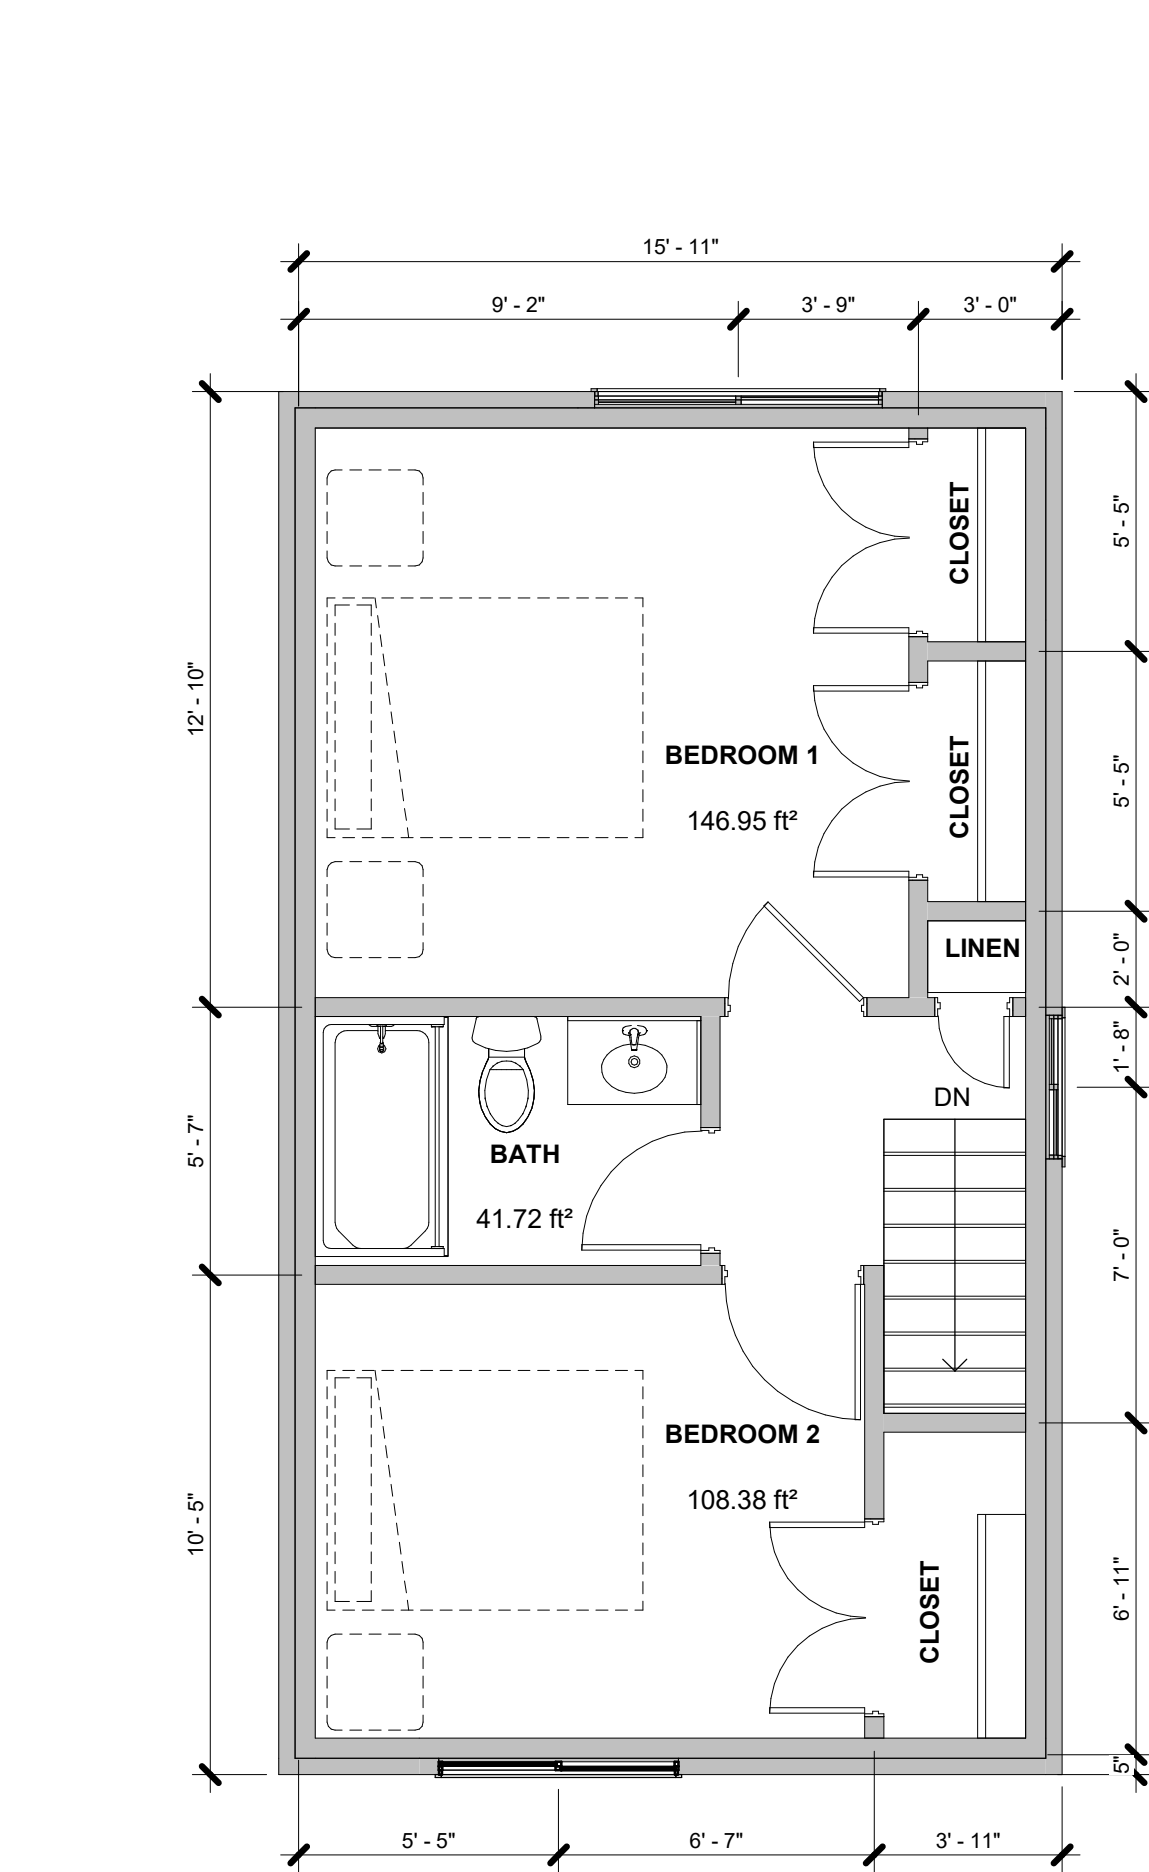 15' - 11"
9' - 2"
3' - 9"
3' - 0"
CLOSET
5' - 5"
12' - 10"
BEDROOM 1
146.95 ft²
CLOSET
5' - 5"
LINEN
2' - 0"
1' - 8"
DN
5' - 7"
BATH
41.72 ft²
7' - 0"
BEDROOM 2
108.38 ft²
10' - 5"
CLOSET
6' - 11"
5"
5' - 5"
6' - 7"
3' - 11"